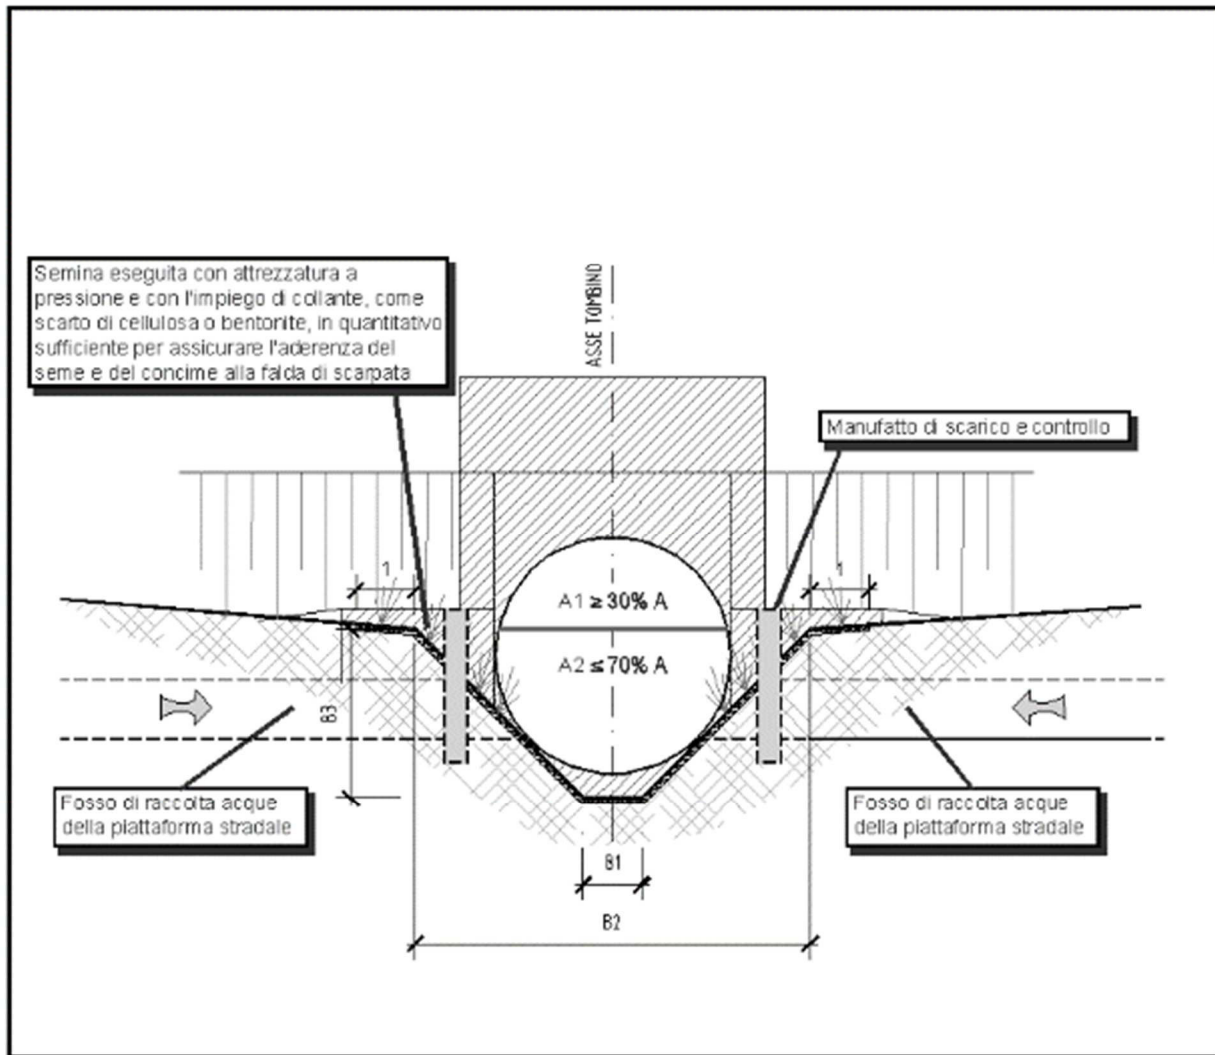 Semina eseguita con attrezzatura a
pressione e con l'impiego di collante, come
scarto di cellulosa o bentonite, in quantitativo
sufficiente per assicurare l'aderenza del
seme e del concime alla falda di scarpata
ASSE TOMBINO
Manufatto di scarico e controllo
1
1
A1 ≥ 30% A
A2 ≤ 70% A
B3
Fosso di raccolta acque
della piattaforma stradale
Fosso di raccolta acque
della piattaforma stradale
B1
B2